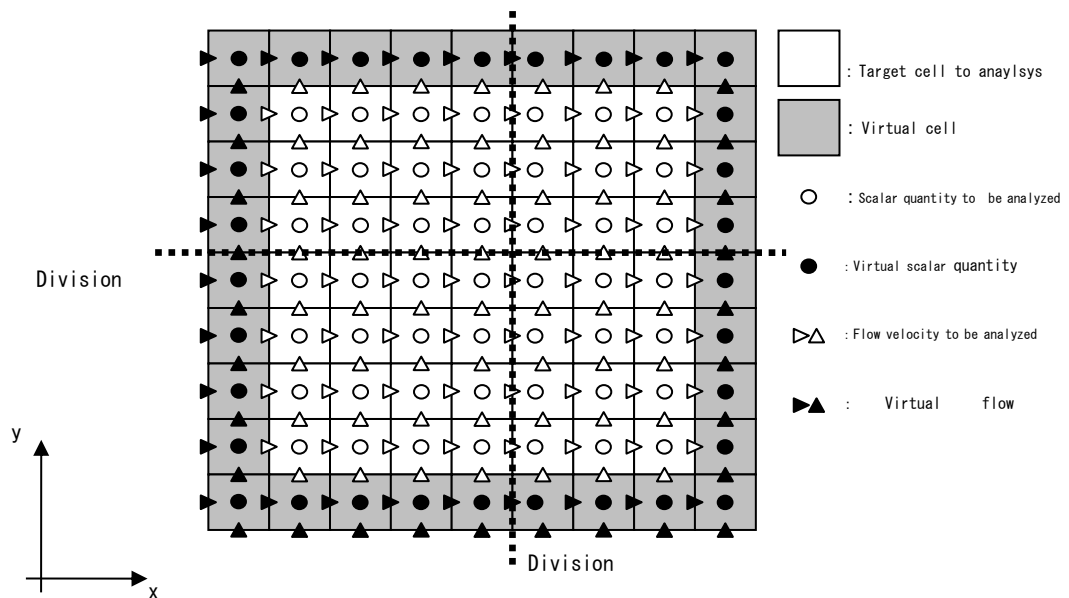 : Target cell to anaylsys
: Virtual cell
: Scalar quantity to be analyzed
: Virtual scalar quantity
: Flow velocity to be analyzed
: Virtual flow
Division
y
x
Division